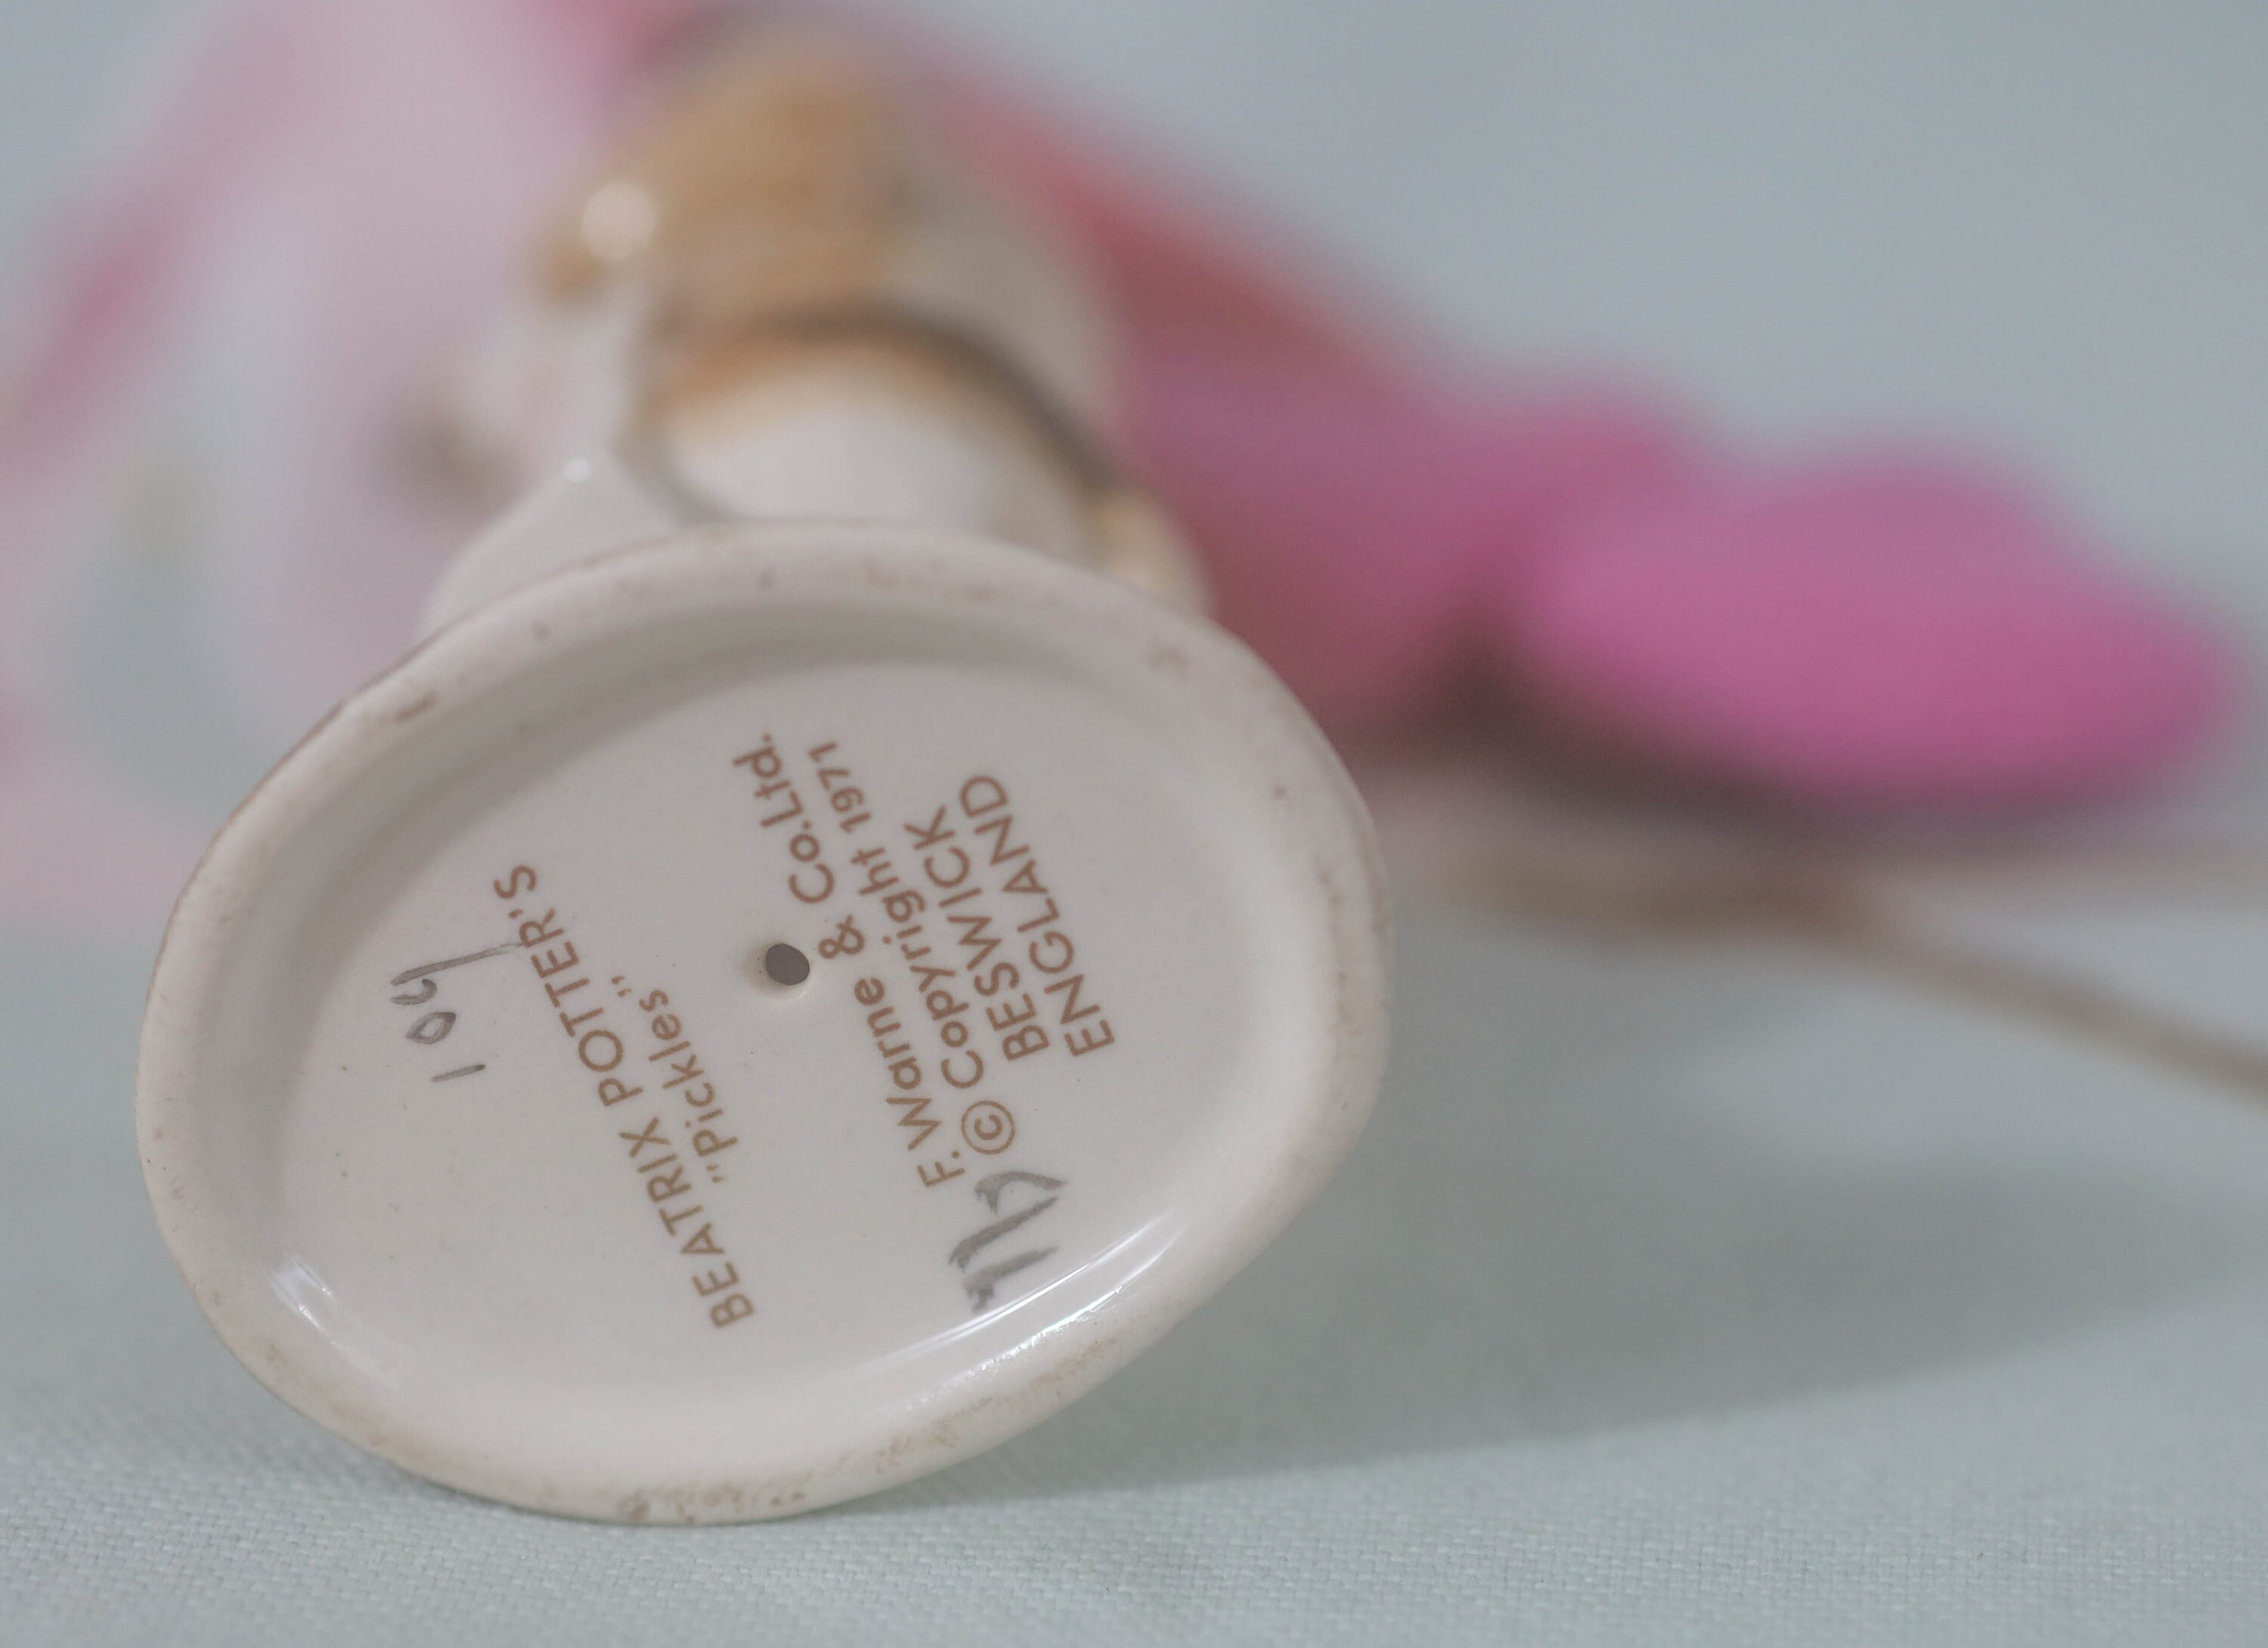 109
BEATRIX POTTER'S
"Pickles"
F. Warne & Co.Ltd.
© Copyright 1971
BESWICK
ENGLAND